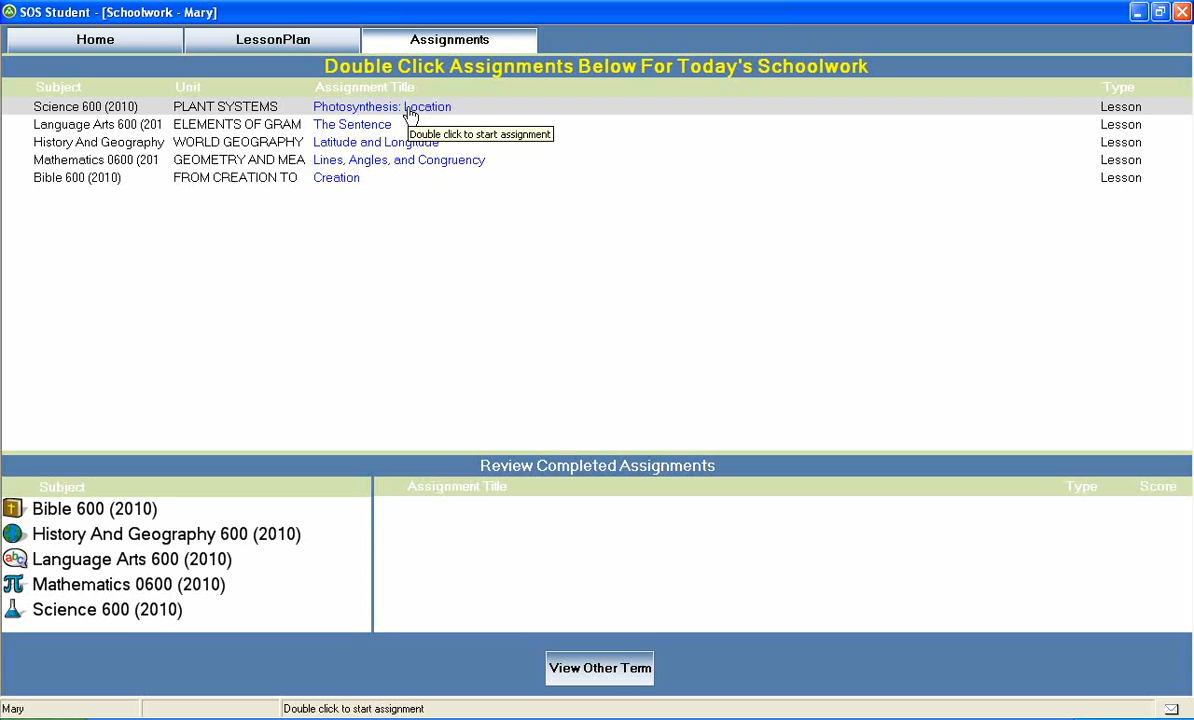 SOS Student - [Schoolwork - Mary]
Home LessonPlan Assignments
Double Click Assignments Below For Today's Schoolwork
Subject Unit Assignment Title Type
Science 600 (2010) PLANT SYSTEMS Photosynthesis: Location Lesson
Language Arts 600 (201 ELEMENTS OF GRAM The Sentence Lesson
Double click to start assignment
History And Geography WORLD GEOGRAPHY Latitude and Longitude Lesson
Mathematics 0600 (201 GEOMETRY AND MEA Lines, Angles, and Congruency Lesson
Bible 600 (2010) FROM CREATION TO Creation Lesson
Review Completed Assignments
Subject Assignment Title Type Score
Bible 600 (2010)
History And Geography 600 (2010)
Language Arts 600 (2010)
Mathematics 0600 (2010)
Science 600 (2010)
View Other Term
Mary Double click to start assignment